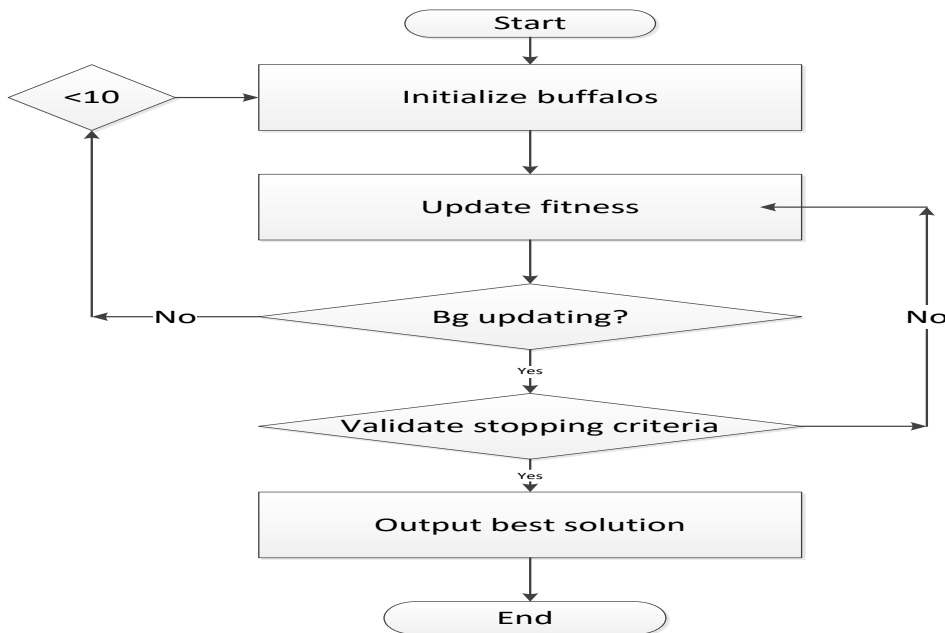 Start
<10
Initialize buffalos
Update fitness
No
Bg updating?
No
Yes
Validate stopping criteria
Yes
Output best solution
End